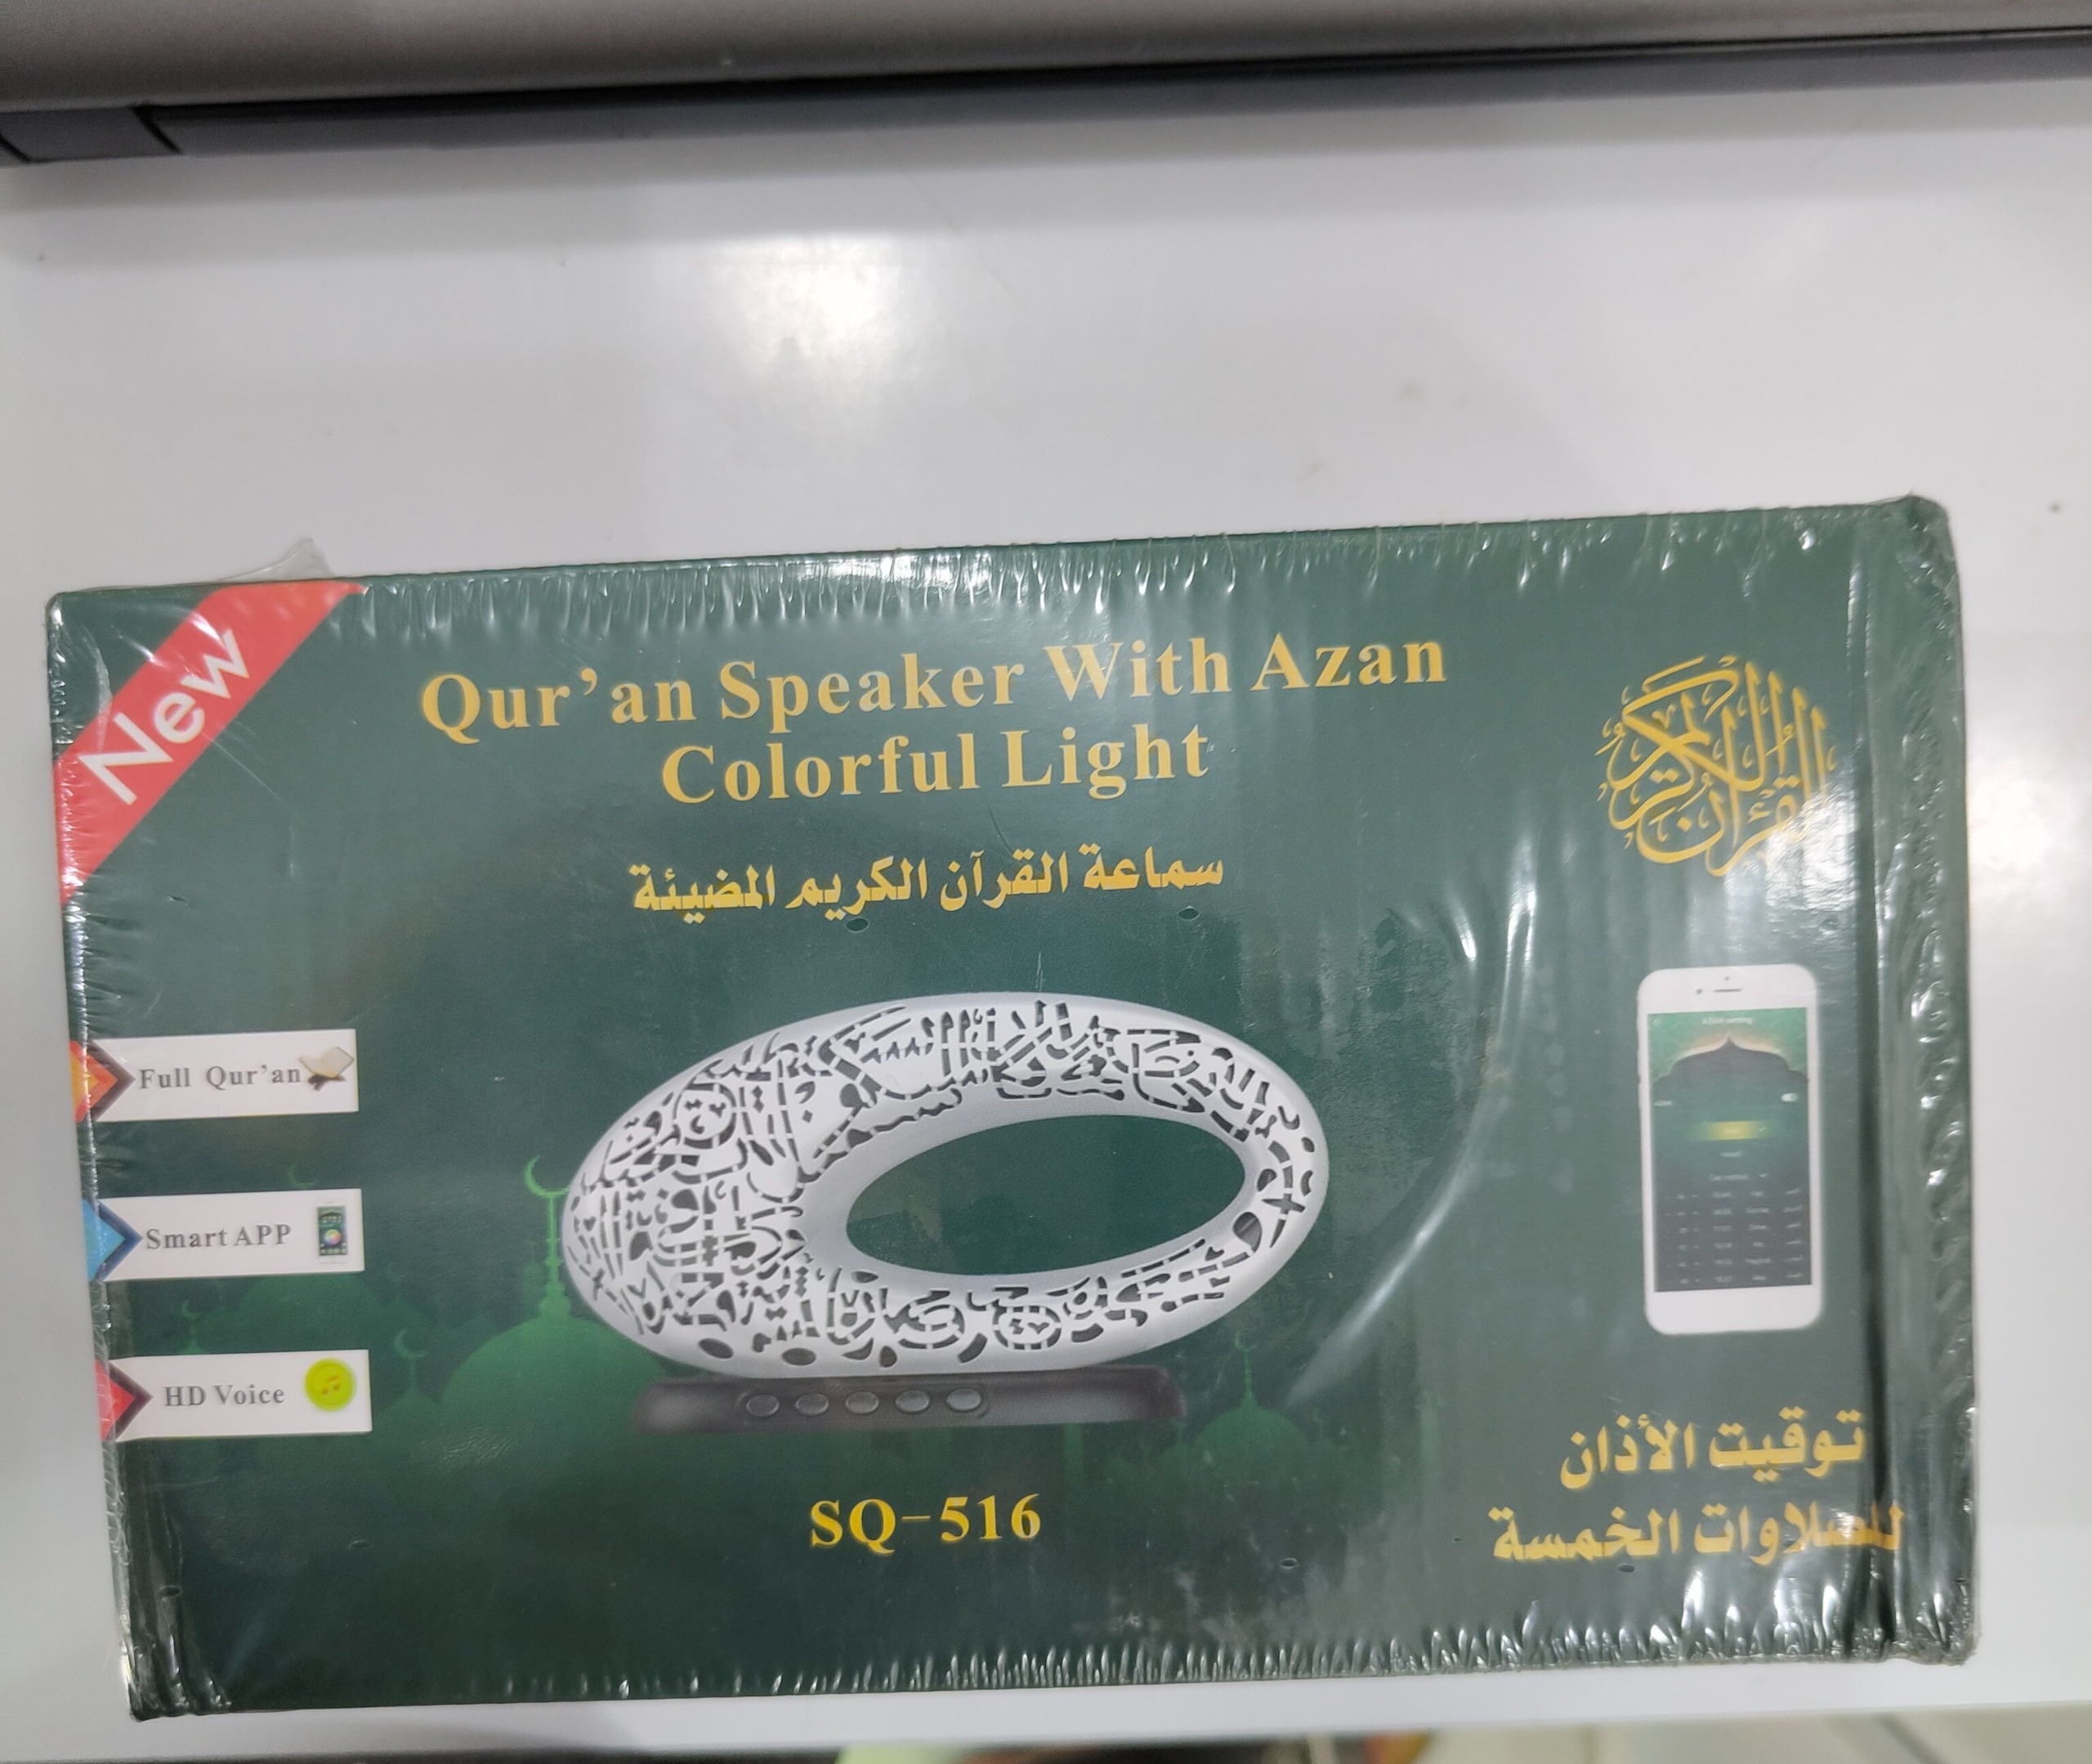 New
Qur'an Speaker With Azan
Colorful Light
سماعة القرآن الكريم المضيئة
القرآن الكريم
Full Qur'an
Smart APP
HD Voice
SQ-516
توقيت الأذان
للصلاوات الخمسة